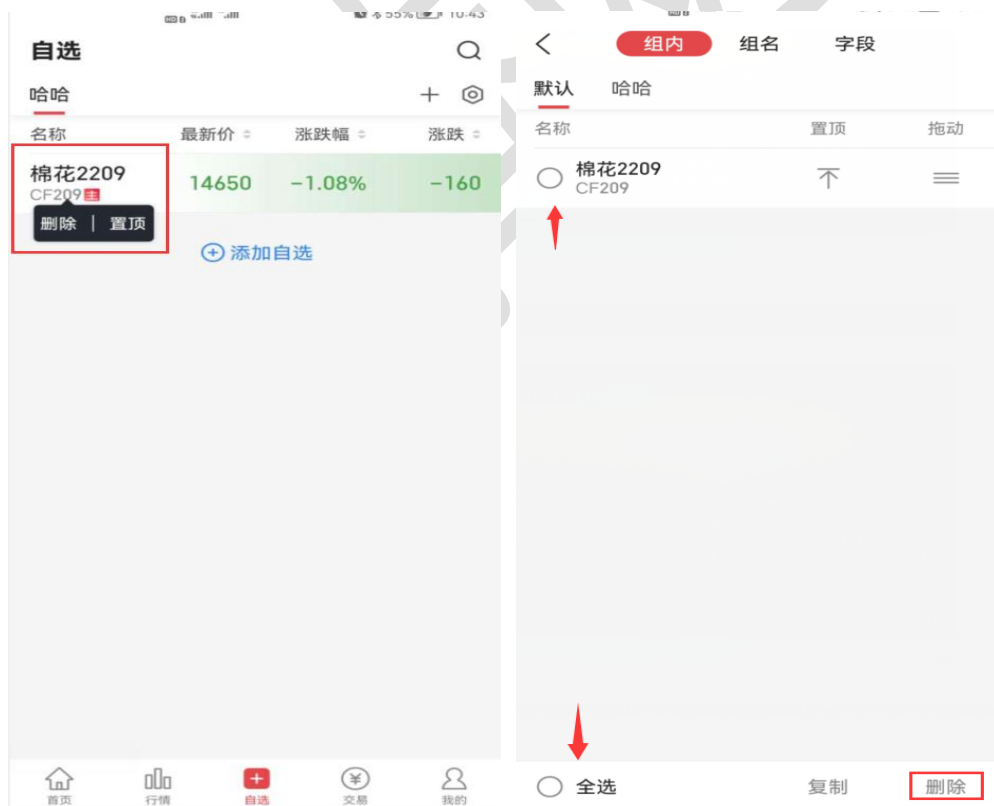 55% 10:43
自选
哈哈
名称 最新价 涨跌幅 涨跌
棉花2209 14650 -1.08% -160
CF209 主
删除 | 置顶
添加自选
首页 行情 自选 交易 我的
组内 组名 字段
默认 哈哈
名称 置顶 拖动
棉花2209
CF209
全选 复制 删除